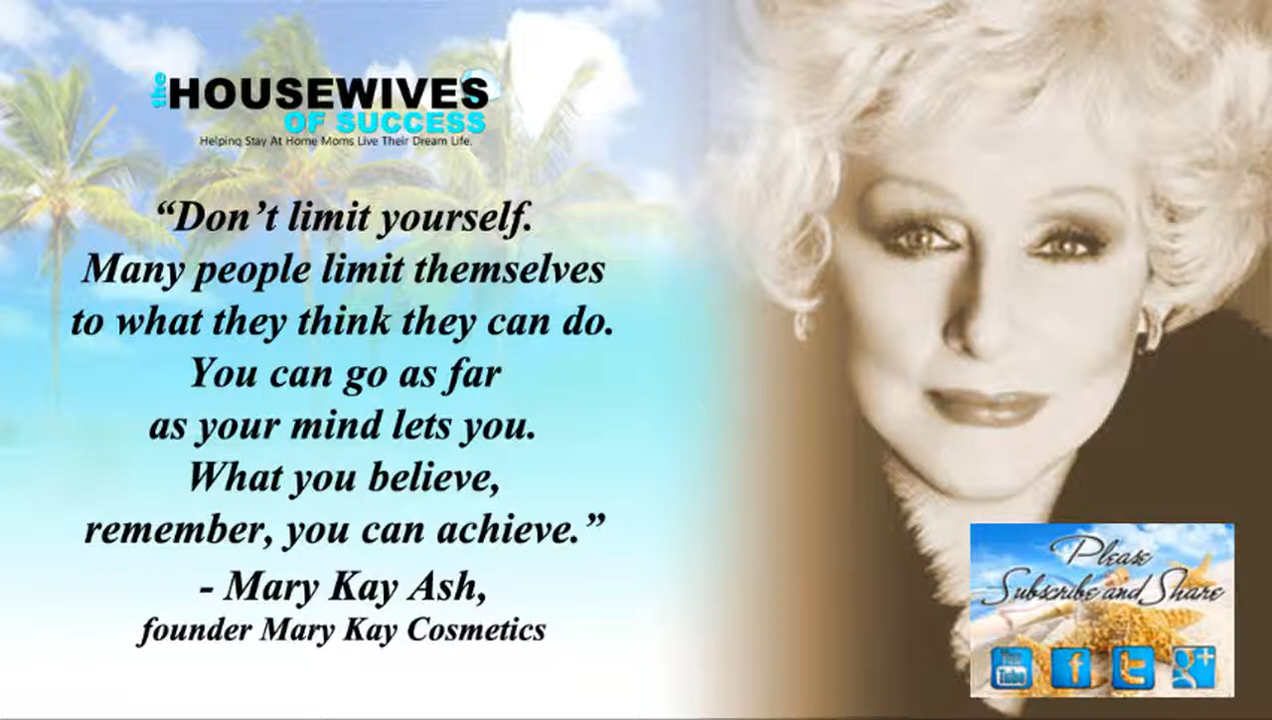 the HOUSEWIVES
OF SUCCESS
Helping Stay At Home Moms Live Their Dream Life.
“Don’t limit yourself.
Many people limit themselves
to what they think they can do.
You can go as far
as your mind lets you.
What you believe,
remember, you can achieve.”
- Mary Kay Ash,
founder Mary Kay Cosmetics
Please
Subscribe and Share
You
Tube
f
t
g+